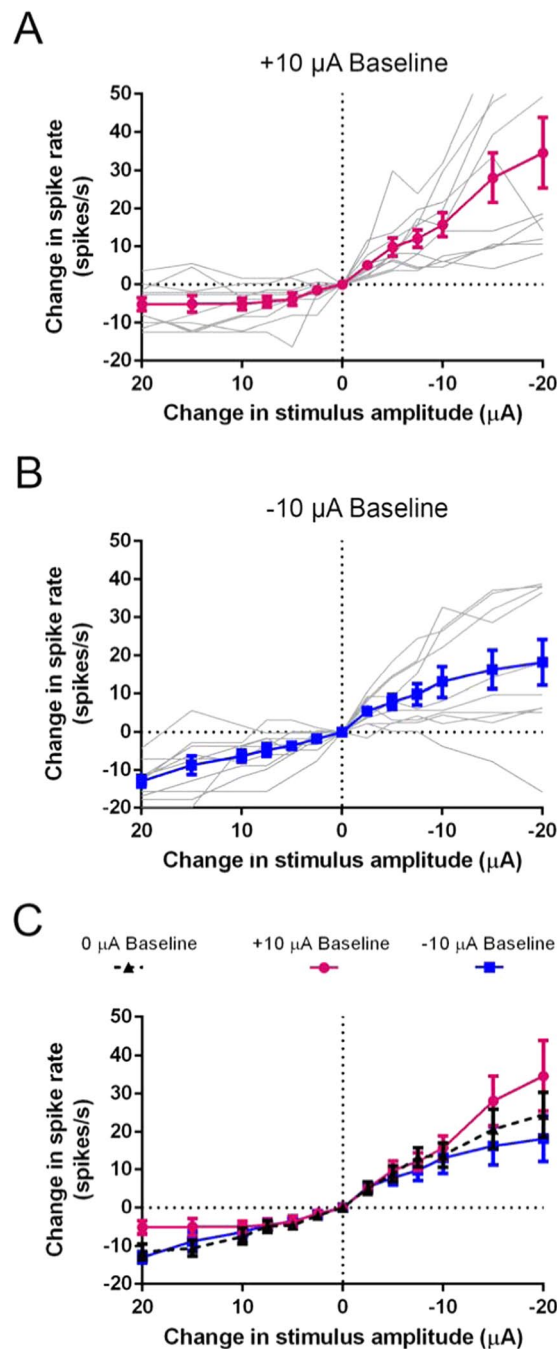 A
+10 µA Baseline
Change in spike rate
(spikes/s)
50
40
30
20
10
0
-10
-20
20 10 0 -10 -20
Change in stimulus amplitude (µA)
B
-10 µA Baseline
Change in spike rate
(spikes/s)
50
40
30
20
10
0
-10
-20
20 10 0 -10 -20
Change in stimulus amplitude (µA)
C
0 µA Baseline +10 µA Baseline -10 µA Baseline
Change in spike rate
(spikes/s)
50
40
30
20
10
0
-10
-20
20 10 0 -10 -20
Change in stimulus amplitude (µA)